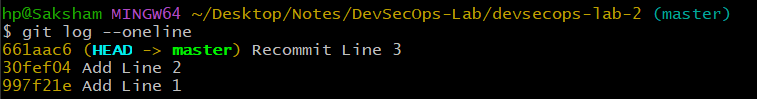 hp@Saksham MINGW64 ~/Desktop/Notes/DevSecOps-Lab/devsecops-lab-2 (master)
$ git log --oneline
661aac6 (HEAD -> master) Recommit Line 3
30fef04 Add Line 2
997f21e Add Line 1